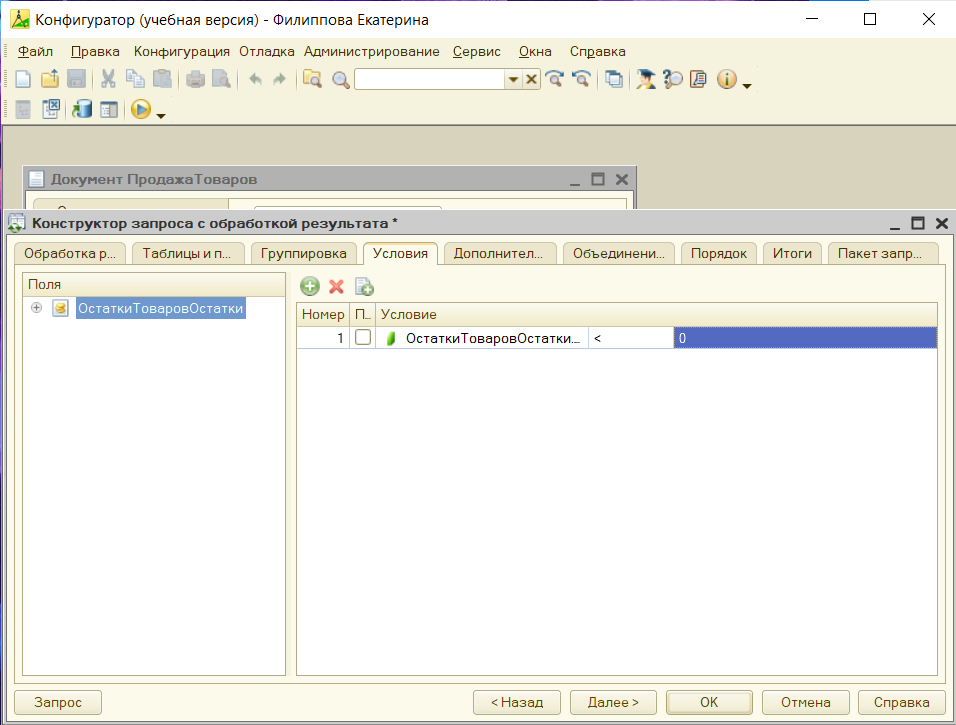 Конфигуратор (учебная версия) - Филиппова Екатерина
Файл Правка Конфигурация Отладка Администрирование Сервис Окна Справка
Документ ПродажаТоваров
Конструктор запроса с обработкой результата *
Обработка р... Таблицы и п... Группировка Условия Дополнител... Объединени... Порядок Итоги Пакет запр...
Поля
ОстаткиТоваровОстатки
Номер П... Условие
1 ОстаткиТоваровОстатки... < 0
Запрос < Назад Далее > OK Отмена Справка